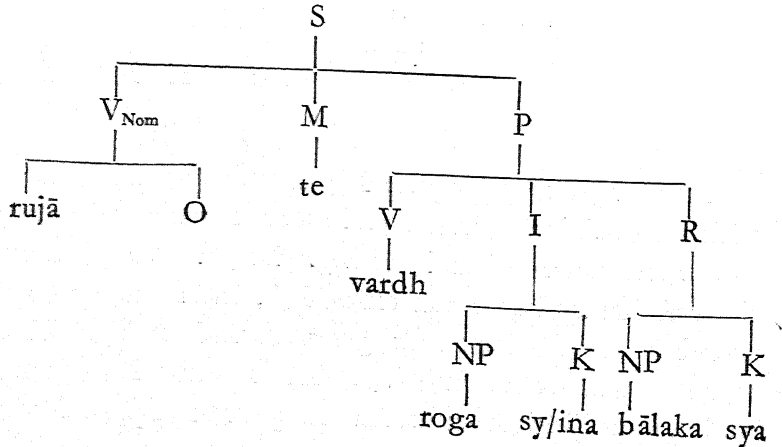 S
V_Nom M P
te
rujā O
V I R
vardh
NP K NP K
roga sy/ina bālaka sya